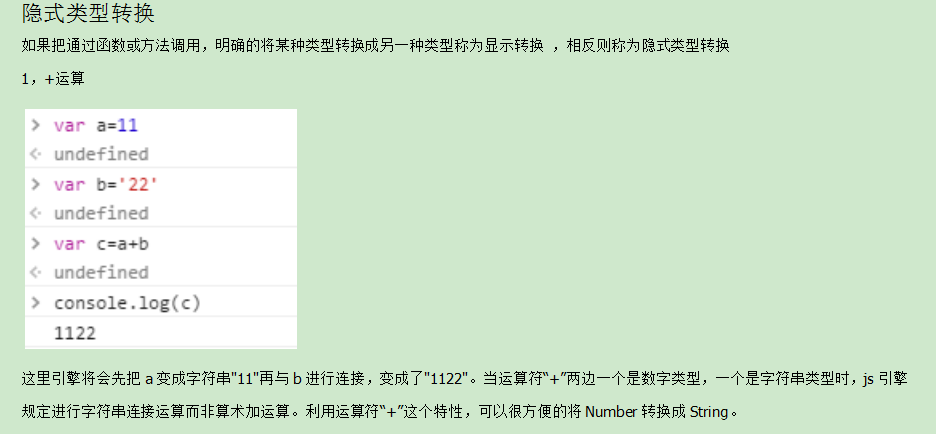 隐式类型转换
如果把通过函数或方法调用，明确的将某种类型转换成另一种类型称为显示转换 ，相反则称为隐式类型转换
1，+运算
> var a=11
<· undefined
> var b='22'
<· undefined
> var c=a+b
<· undefined
> console.log(c)
1122
这里引擎将会先把 a 变成字符串"11"再与 b 进行连接，变成了"1122"。当运算符“+”两边一个是数字类型，一个是字符串类型时，js 引擎
规定进行字符串连接运算而非算术加运算。利用运算符“+”这个特性，可以很方便的将 Number 转换成 String。